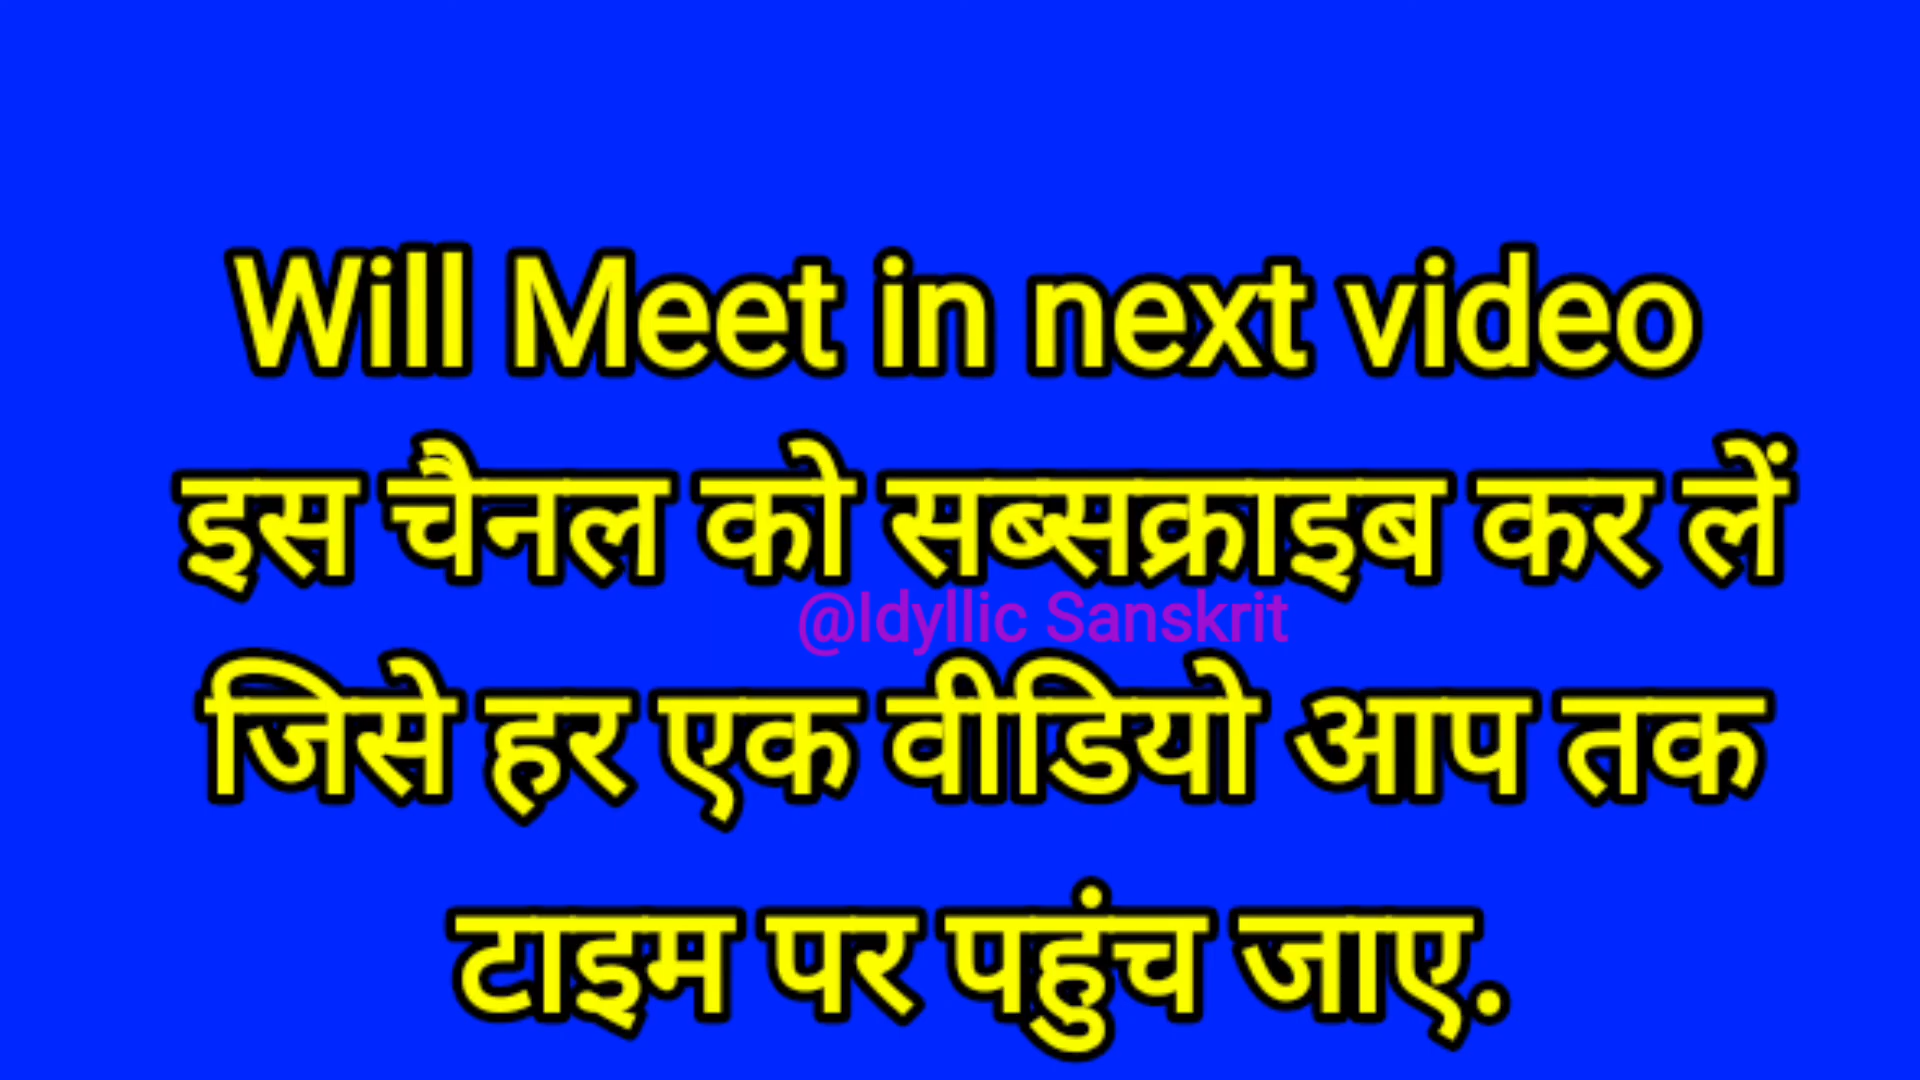 Will Meet in next video
इस चैनल को सब्सक्राइब कर लें
@Idyllic Sanskrit
जिसे हर एक वीडियो आप तक
टाइम पर पहुंच जाए.